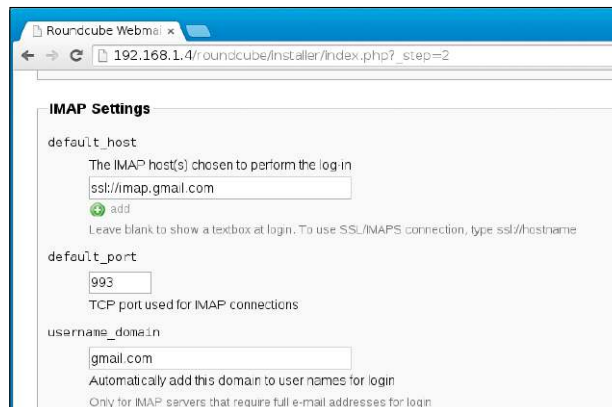 Roundcube Webmai ×
192.168.1.4/roundcube/installer/index.php?_step=2
IMAP Settings
default_host
The IMAP host(s) chosen to perform the log-in
ssl://imap.gmail.com
add
Leave blank to show a textbox at login. To use SSL/IMAPS connection, type ssl://hostname
default_port
993
TCP port used for IMAP connections
username_domain
gmail.com
Automatically add this domain to user names for login
Only for IMAP servers that require full e-mail addresses for login